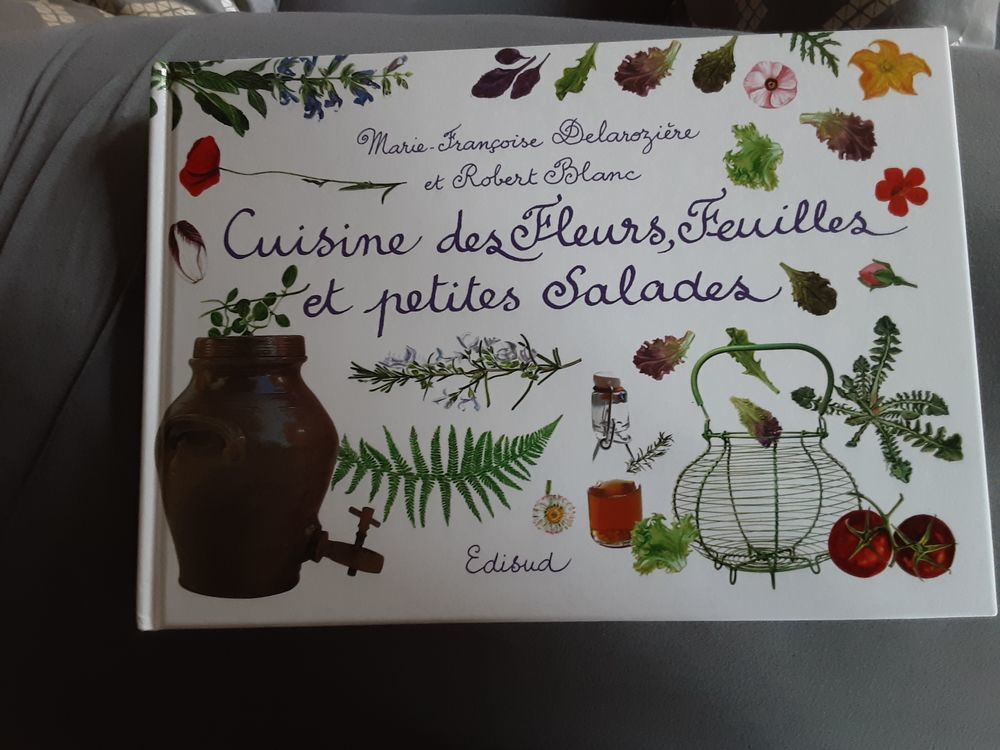 Marie-Françoise Delarozière
et Robert Blanc
Cuisine des Fleurs, Feuilles
et petites Salades
Edisud